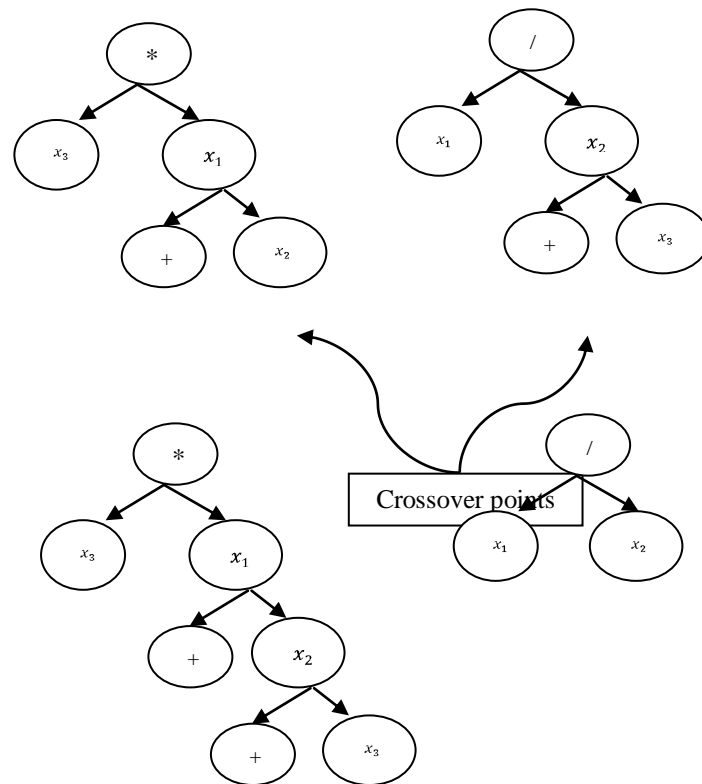 *
/
x₃
x₁
x₁
x₂
+
x₂
+
x₃
*
/
Crossover points
x₃
x₁
x₁
x₂
+
x₂
+
x₃